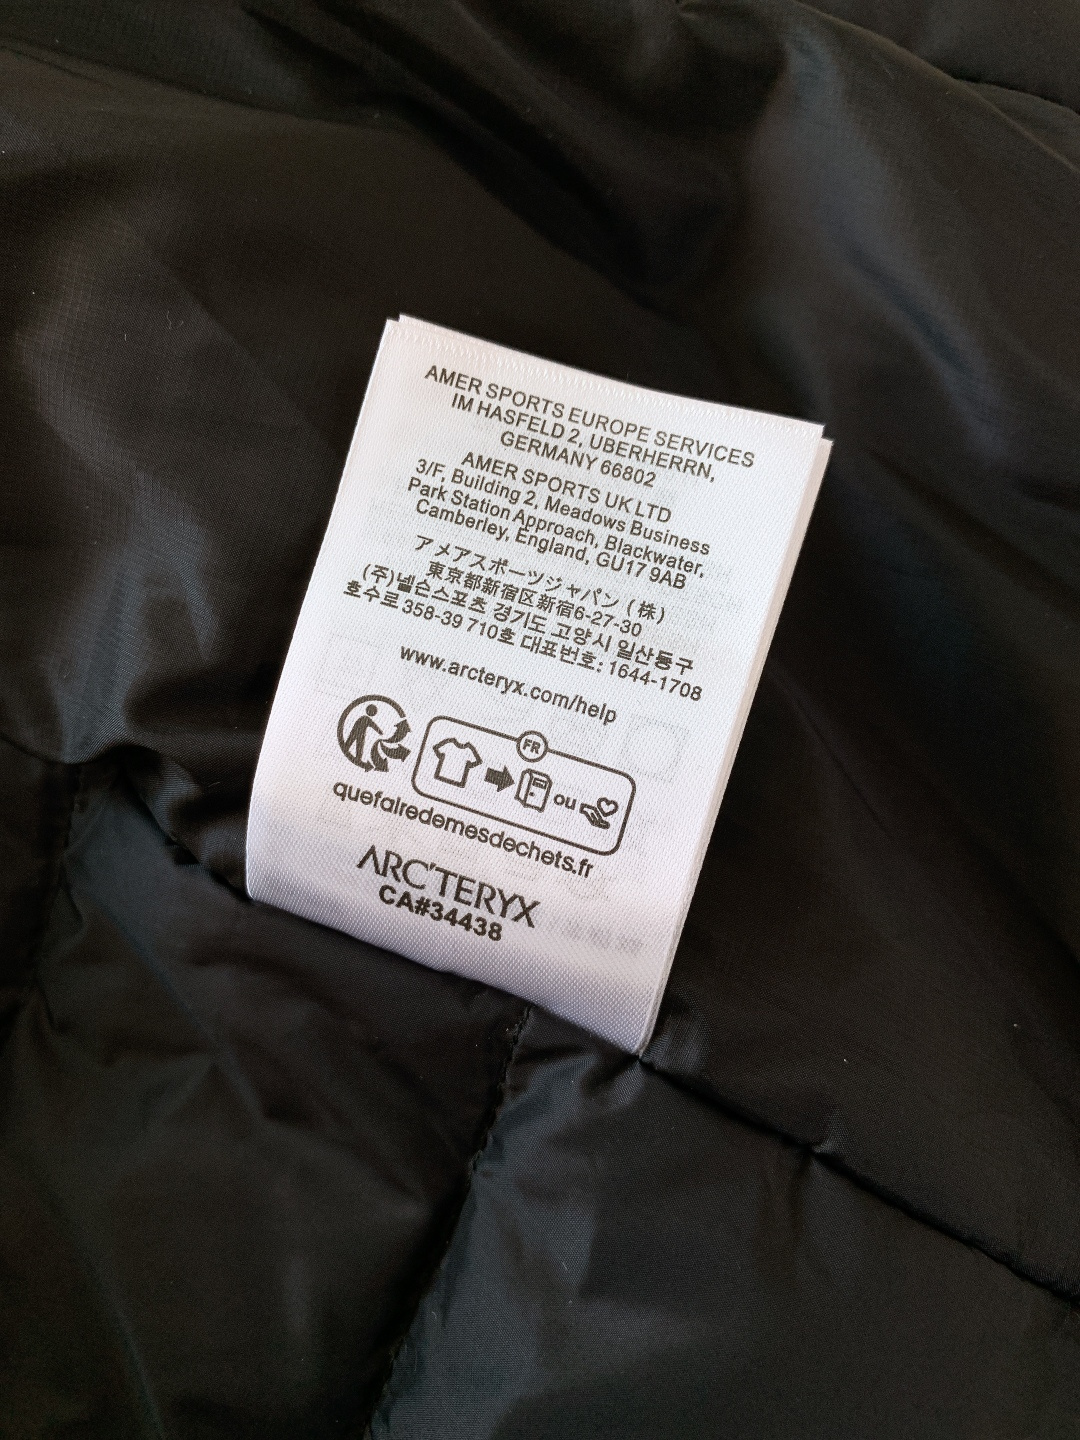 AMER SPORTS EUROPE SERVICES
IM HASFELD 2, UBERHERRN,
GERMANY 66802
AMER SPORTS UK LTD
3/F, Building 2, Meadows Business
Park Station Approach, Blackwater,
Camberley, England, GU17 9AB
アメアスポーツジャパン（株）
東京都新宿区新宿6-27-30
(주)넬슨스포츠 경기도 고양시 일산동구
호수로 358-39 710호 대표번호: 1644-1708
www.arcteryx.com/help
FR
ou
quefairedemesdechets.fr
ARC'TERYX
CA#34438